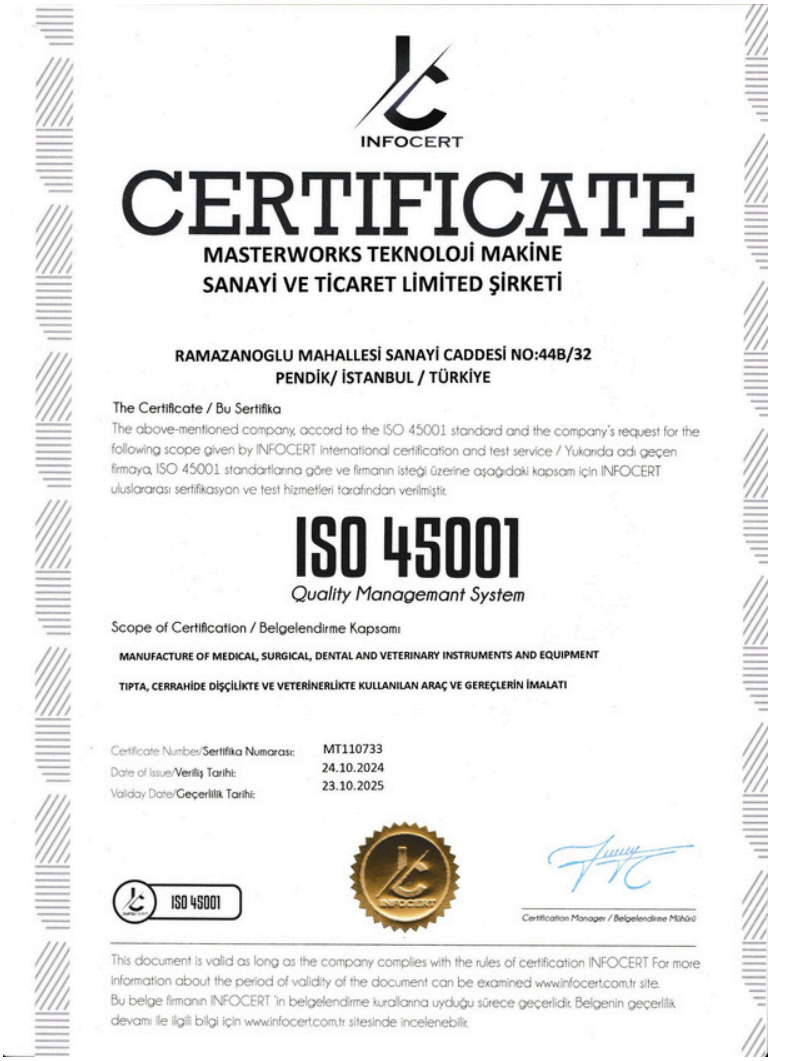 INFOCERT
CERTIFICATE
MASTERWORKS TEKNOLOJİ MAKİNE
SANAYİ VE TİCARET LİMİTED ŞİRKETİ
RAMAZANOGLU MAHALLESİ SANAYİ CADDESİ NO:44B/32
PENDİK/ İSTANBUL / TÜRKİYE
The Certificate / Bu Sertifika
The above-mentioned company, accord to the ISO 45001 standard and the company's request for the
following scope given by INFOCERT international certification and test service / Yukarıda adı geçen
firmaya, ISO 45001 standartlarına göre ve firmanın isteği üzerine aşağıdaki kapsam için INFOCERT
uluslararası sertifikasyon ve test hizmetleri tarafından verilmiştir.
ISO 45001
Quality Managemant System
Scope of Certification / Belgelendirme Kapsamı
MANUFACTURE OF MEDICAL, SURGICAL, DENTAL AND VETERINARY INSTRUMENTS AND EQUIPMENT
TIPTA, CERRAHİDE DİŞÇİLİKTE VE VETERİNERLİKTE KULLANILAN ARAÇ VE GEREÇLERİN İMALATI
Certificate Number/Sertifika Numarası: MT110733
Date of Issue/Veriliş Tarihi: 24.10.2024
Validay Date/Geçerlilik Tarihi: 23.10.2025
INFOCERT
ISO 45001
INFOCERT
Certification Manager / Belgelendirme Mührü
This document is valid as long as the company complies with the rules of certification INFOCERT For more
information about the period of validity of the document can be examined www.infocert.com.tr site.
Bu belge firmanın INFOCERT 'in belgelendirme kurallarına uyduğu sürece geçerlidir. Belgenin geçerlilik
devamı ile ilgili bilgi için www.infocert.com.tr sitesinde incelenebilir.